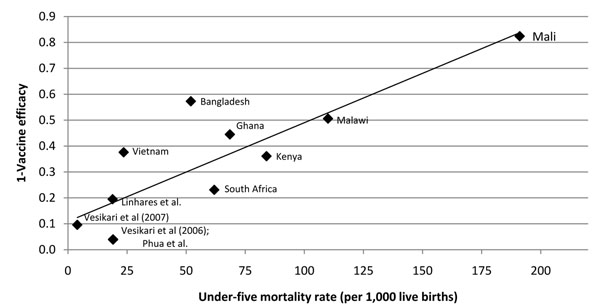 0.9
0.8
0.7
0.6
0.5
0.4
0.3
0.2
0.1
0.0
1-Vaccine efficacy
Mali
Bangladesh
Ghana
Malawi
Vietnam
Kenya
South Africa
Linhares et al.
Vesikari et al (2007)
Vesikari et al (2006);
Phua et al.
0 25 50 75 100 125 150 175 200
Under-five mortality rate (per 1,000 live births)